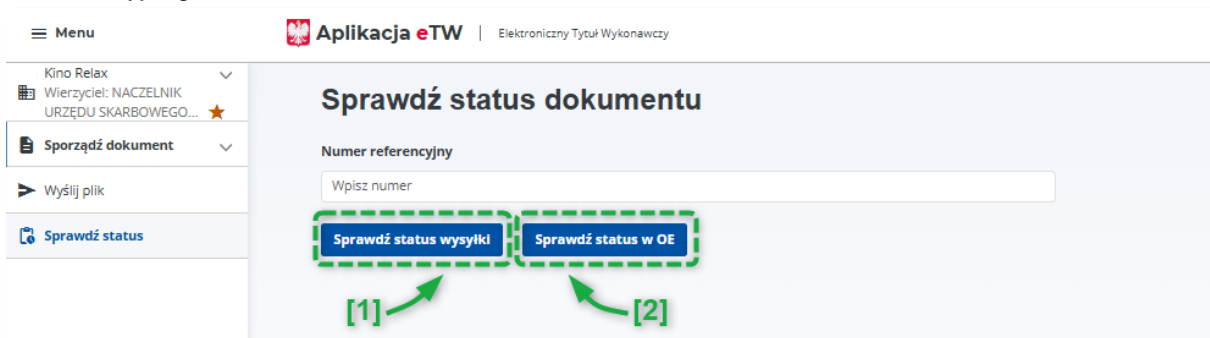 Menu
Aplikacja eTW | Elektroniczny Tytuł Wykonawczy
Kino Relax
Wierzyciel: NACZELNIK
URZĘDU SKARBOWEGO...
Sporządź dokument
Wyślij plik
Sprawdź status
Sprawdź status dokumentu
Numer referencyjny
Wpisz numer
Sprawdź status wysyłki Sprawdź status w OE
[1] [2]